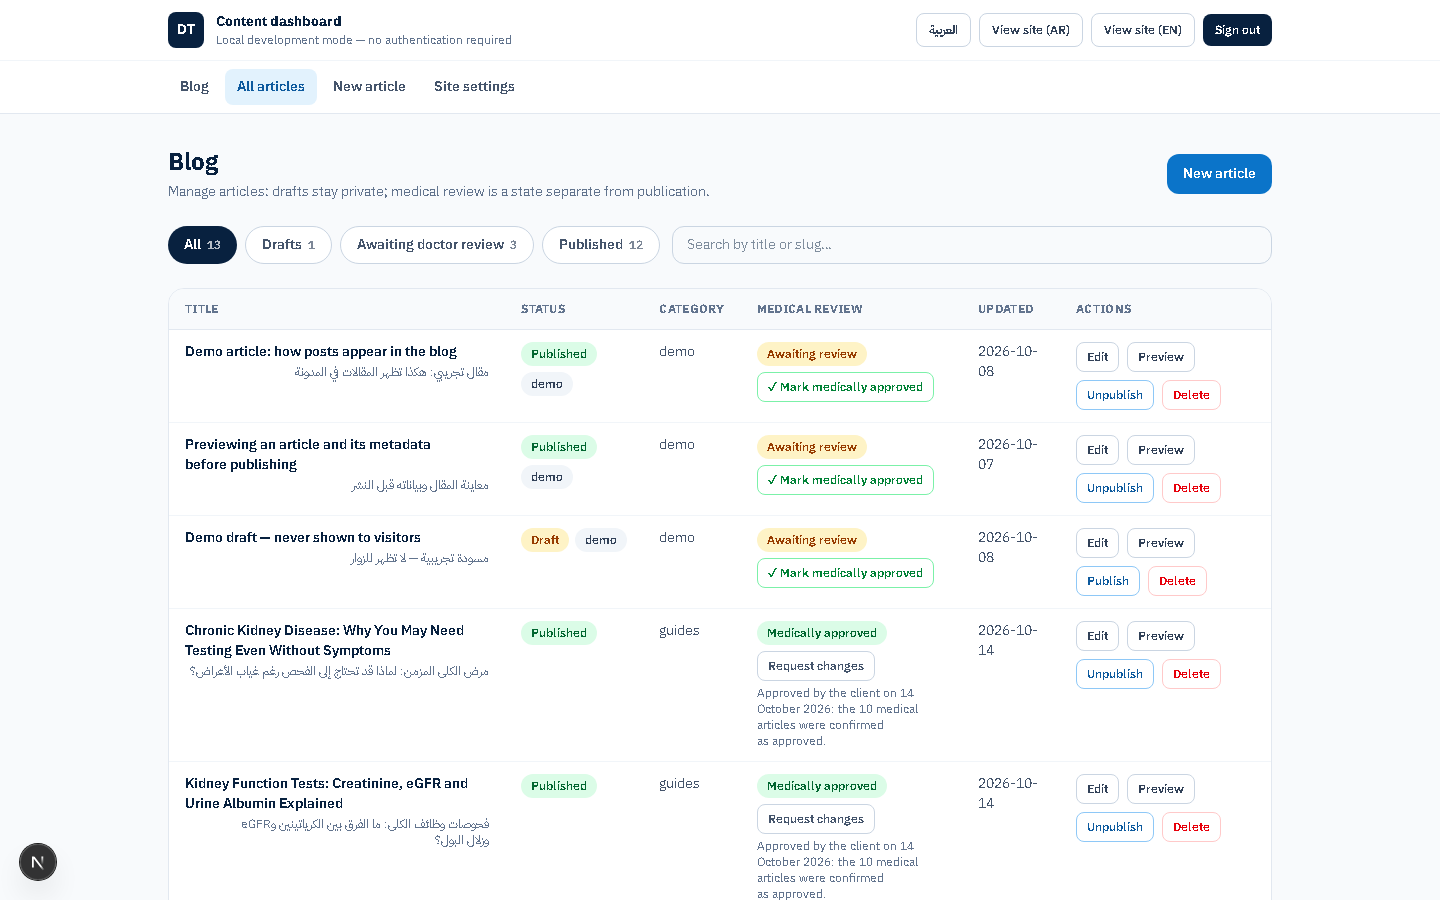 DT
Content dashboard
Local development mode — no authentication required
العربية
View site (AR)
View site (EN)
Sign out
Blog
All articles
New article
Site settings
Blog
Manage articles: drafts stay private; medical review is a state separate from publication.
New article
All 13
Drafts 1
Awaiting doctor review 3
Published 12
Search by title or slug...
TITLE
STATUS
CATEGORY
MEDICAL REVIEW
UPDATED
ACTIONS
Demo article: how posts appear in the blog
مقال تجريبي: هكذا تظهر المقالات في المدونة
Published
demo
demo
Awaiting review
✓ Mark medically approved
2026-10-
08
Edit
Preview
Unpublish
Delete
Previewing an article and its metadata
before publishing
معاينة المقال وبياناته قبل النشر
Published
demo
demo
Awaiting review
✓ Mark medically approved
2026-10-
07
Edit
Preview
Unpublish
Delete
Demo draft — never shown to visitors
مسودة تجريبية — لا تظهر للزوار
Draft
demo
demo
Awaiting review
✓ Mark medically approved
2026-10-
08
Edit
Preview
Publish
Delete
Chronic Kidney Disease: Why You May Need
Testing Even Without Symptoms
مرض الكلى المزمن: لماذا قد تحتاج إلى الفحص رغم غياب الأعراض؟
Published
guides
Medically approved
Request changes
Approved by the client on 14
October 2026: the 10 medical
articles were confirmed
as approved.
2026-10-
14
Edit
Preview
Unpublish
Delete
Kidney Function Tests: Creatinine, eGFR and
Urine Albumin Explained
فحوصات وظائف الكلى: ما الفرق بين الكرياتينين وeGFR
وزلال البول؟
Published
guides
Medically approved
Request changes
Approved by the client on 14
October 2026: the 10 medical
articles were confirmed
as approved.
2026-10-
14
Edit
Preview
Unpublish
Delete
N